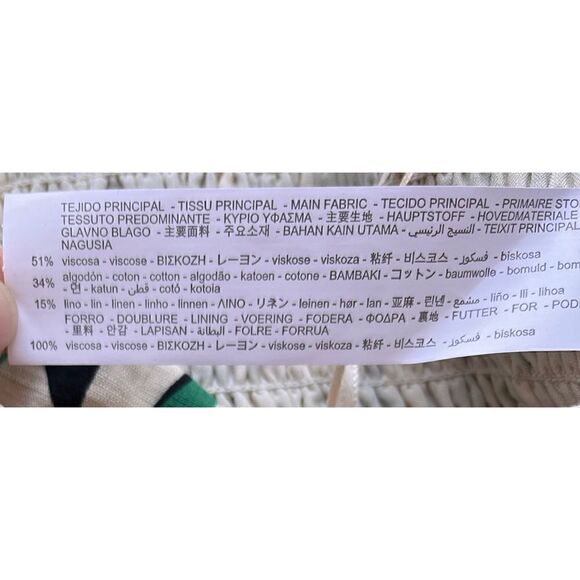 TEJIDO PRINCIPAL - TISSU PRINCIPAL - MAIN FABRIC - TECIDO PRINCIPAL - PRIMAIRE STO
TESSUTO PREDOMINANTE - ΚΥΡΙΟ ΥΦΑΣΜΑ - 主要生地 - HAUPTSTOFF - HOVEDMATERIALE
GLAVNO BLAGO - 主要面料 - 주요소재 - BAHAN KAIN UTAMA - النسيج الرئيسي - TEIXIT PRINCIPAL
NAGUSIA
51% viscosa - viscose - ΒΙΣΚΟΖΗ - レーヨン - viskose - viskoza - 粘纤 - 비스코스 - فسكوز - biskosa
34% algodón - coton - cotton - algodão - katoen - cotone - ΒΑΜΒΑΚΙ - コットン - baumwolle - bomuld - bom
- 면 - katun - قطن - cotó - kotoia
15% lino - lin - linen - linho - linnen - ΛΙΝΟ - リネン - leinen - hør - lan - 亚麻 - 린넨 - مشمع - liño - lli - lihoa
FORRO - DOUBLURE - LINING - VOERING - FODERA - ΦΟΔΡΑ - 裏地 - FUTTER - FOR - POD
- 里料 - 안감 - LAPISAN - البطانة - FOLRE - FORRUA
100% viscosa - viscose - ΒΙΣΚΟΖΗ - レーヨン - viskose - viskoza - 粘纤 - 비스코스 - فسكوز - biskosa